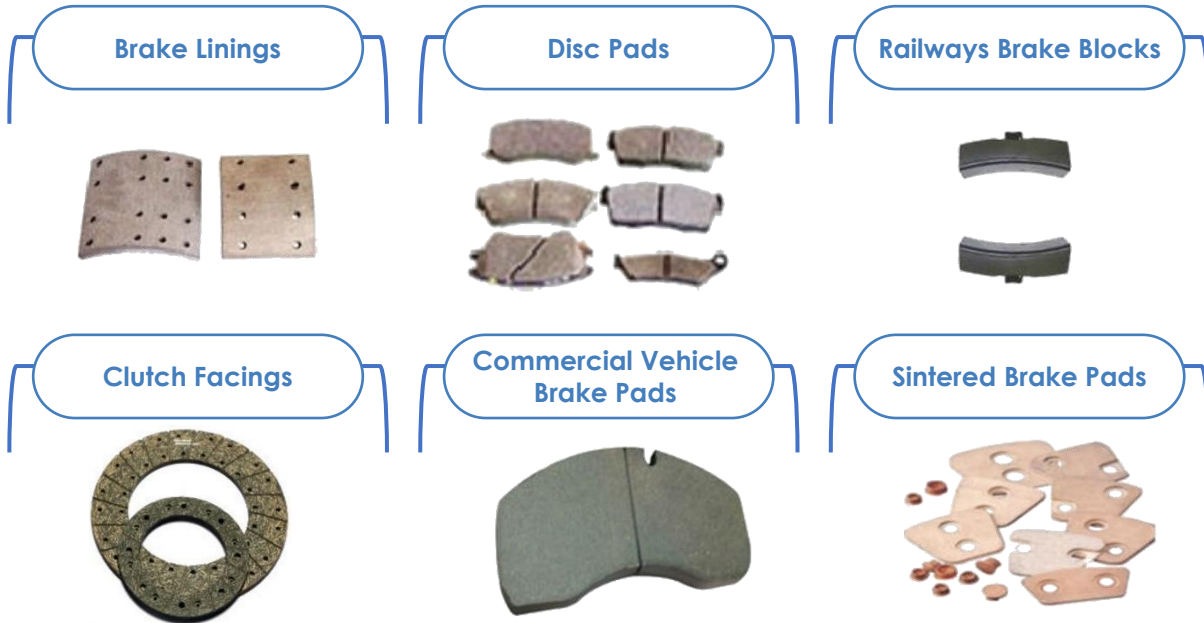 Brake Linings
Disc Pads
Railways Brake Blocks
Clutch Facings
Commercial Vehicle
Brake Pads
Sintered Brake Pads